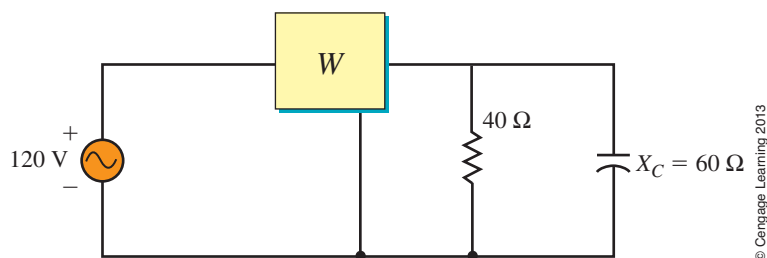 W
+
120 V
−
40 Ω
X_C = 60 Ω
© Cengage Learning 2013